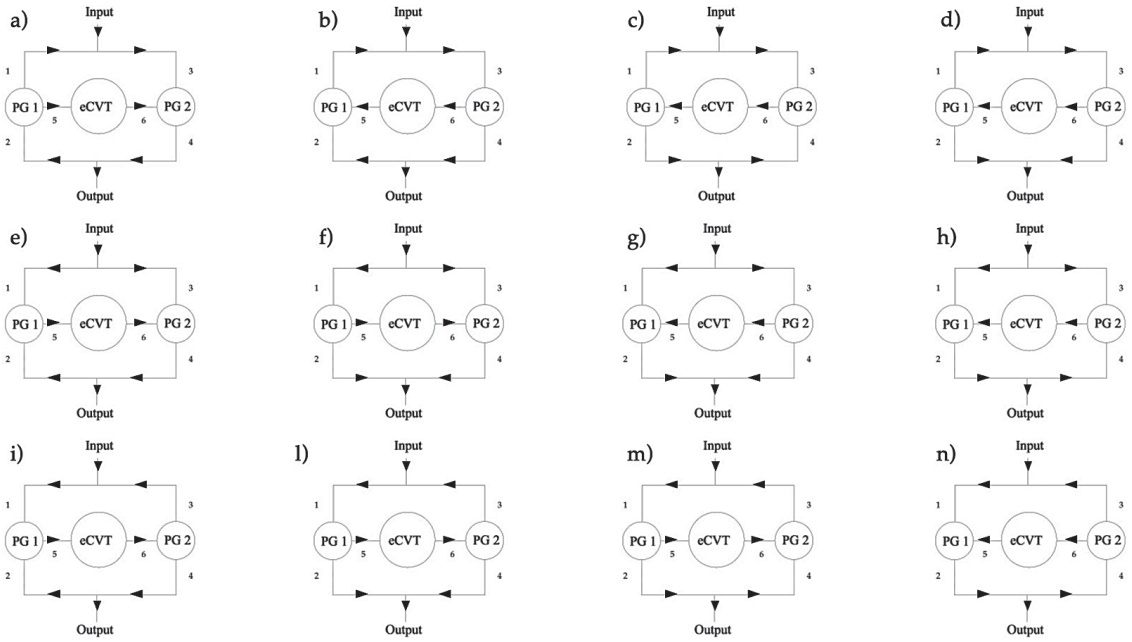 a) Input b) Input c) Input d) Input
1 3 1 3 1 3 1 3
PG 1 eCVT PG 2 PG 1 eCVT PG 2 PG 1 eCVT PG 2 PG 1 eCVT PG 2
5 6 5 6 5 6 5 6
2 4 2 4 2 4 2 4
Output Output Output Output
e) Input f) Input g) Input h) Input
1 3 1 3 1 3 1 3
PG 1 eCVT PG 2 PG 1 eCVT PG 2 PG 1 eCVT PG 2 PG 1 eCVT PG 2
5 6 5 6 5 6 5 6
2 4 2 4 2 4 2 4
Output Output Output Output
i) Input l) Input m) Input n) Input
1 3 1 3 1 3 1 3
PG 1 eCVT PG 2 PG 1 eCVT PG 2 PG 1 eCVT PG 2 PG 1 eCVT PG 2
5 6 5 6 5 6 5 6
2 4 2 4 2 4 2 4
Output Output Output Output